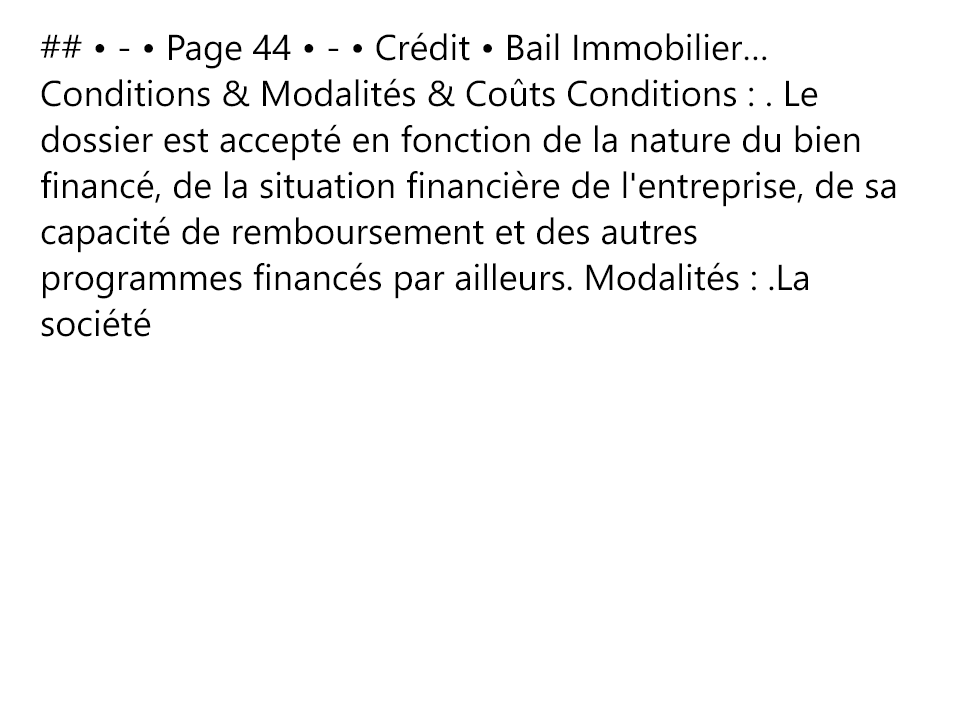 ## • - • Page 44 • - • Crédit • Bail Immobilier...
Conditions & Modalités & Coûts Conditions : . Le
dossier est accepté en fonction de la nature du bien
financé, de la situation financière de l'entreprise, de sa
capacité de remboursement et des autres
programmes financés par ailleurs. Modalités : .La
société